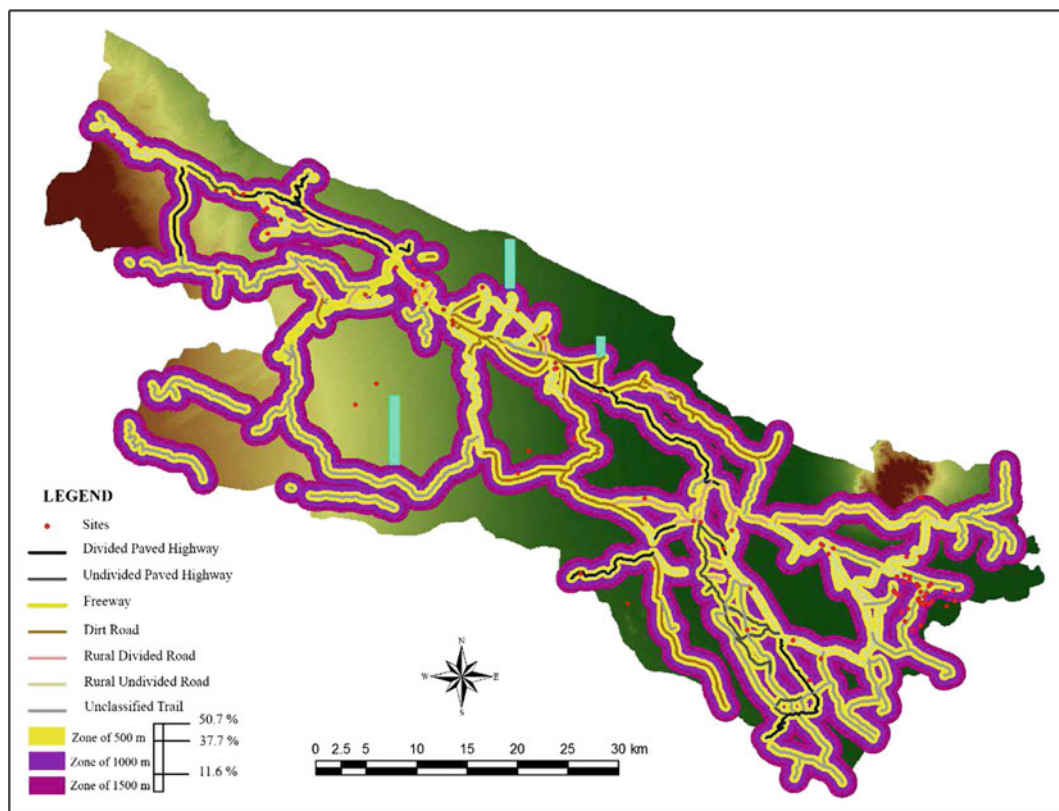 N
W E
S
LEGEND
Sites
Divided Paved Highway
Undivided Paved Highway
Freeway
Dirt Road
Rural Divided Road
Rural Undivided Road
Unclassified Trail
Zone of 500 m
Zone of 1000 m
Zone of 1500 m
50.7 %
37.7 %
11.6 %
0 2.5 5 10 15 20 25 30 km